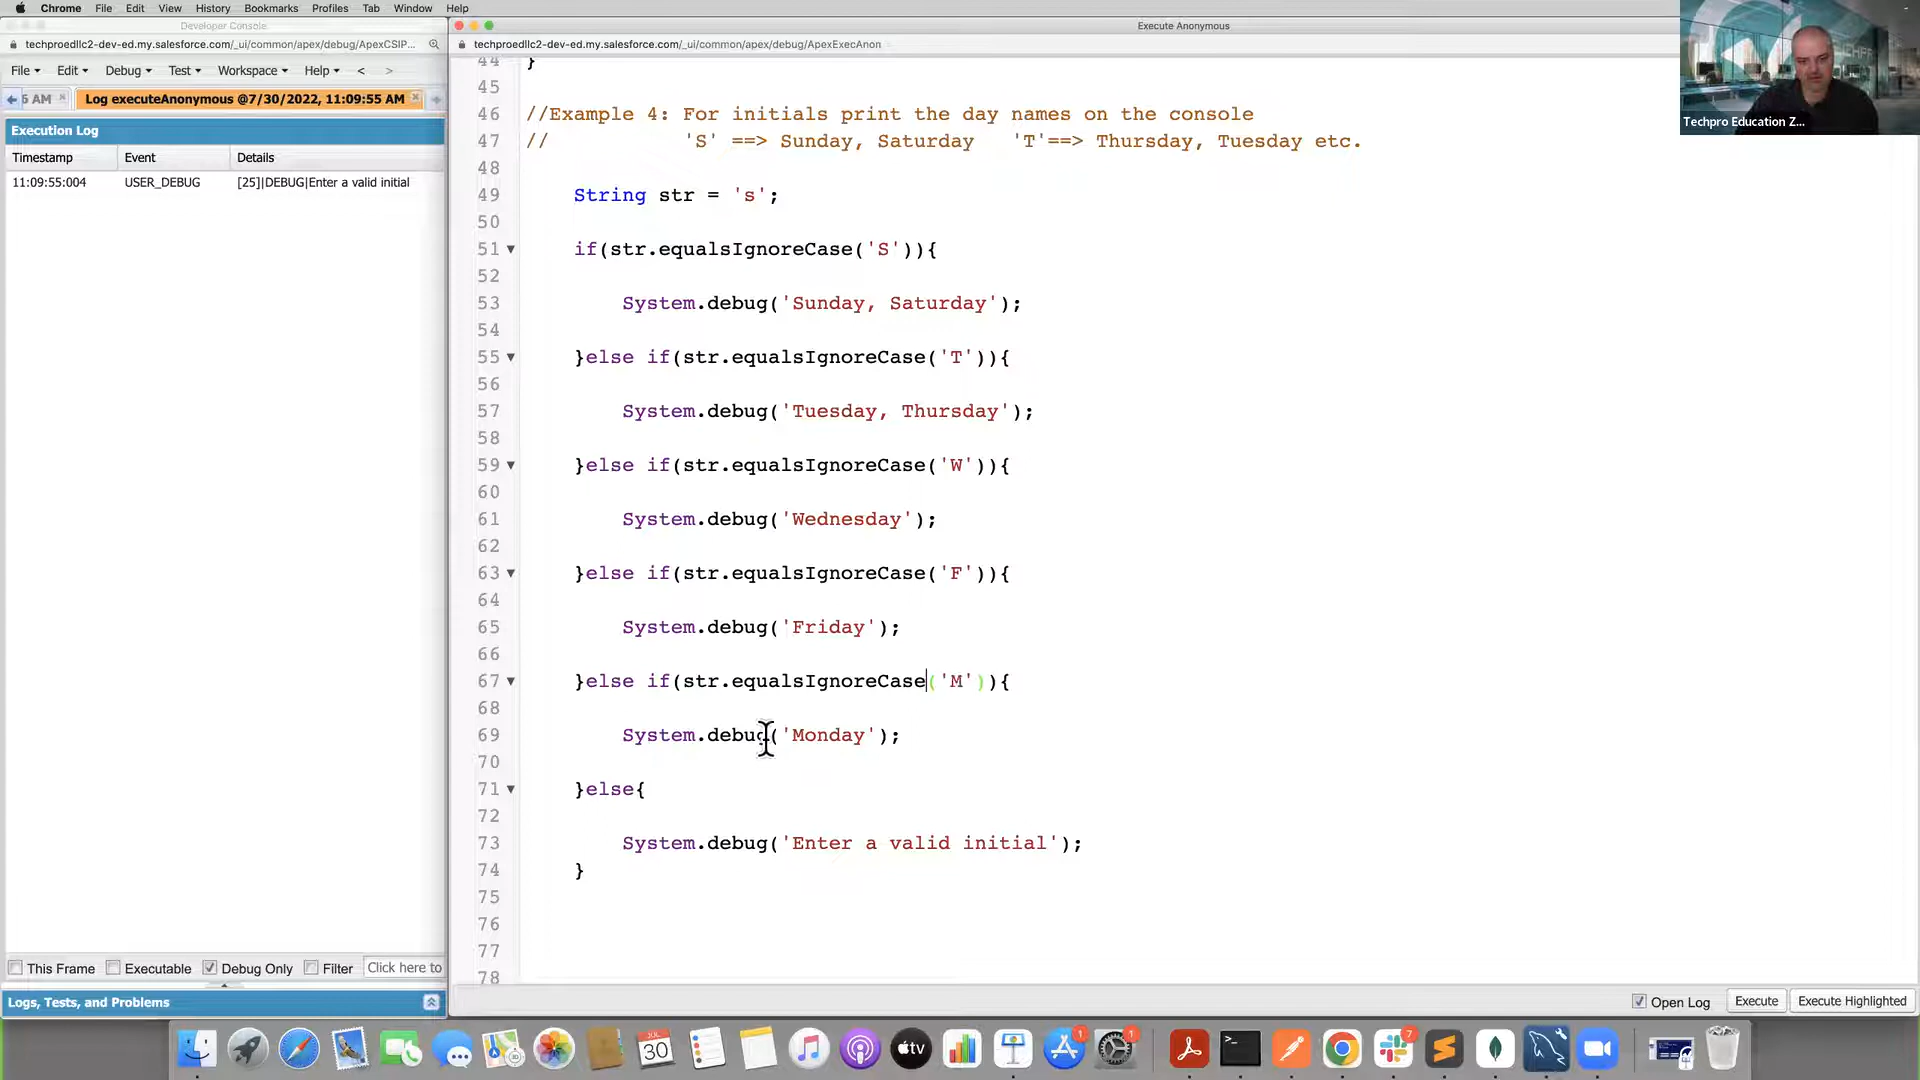 Chrome File Edit View History Bookmarks Profiles Tab Window Help
Developer Console
techproedllc2-dev-ed.my.salesforce.com/_ui/common/apex/debug/ApexCSIP...
File Edit Debug Test Workspace Help < >
5 AM Log executeAnonymous @7/30/2022, 11:09:55 AM
Execution Log
Timestamp Event Details
11:09:55:004 USER_DEBUG [25]|DEBUG|Enter a valid initial
This Frame Executable Debug Only Filter Click here to
Logs, Tests, and Problems
Execute Anonymous
techproedllc2-dev-ed.my.salesforce.com/_ui/common/apex/debug/ApexExecAnon
44 }
45
46 //Example 4: For initials print the day names on the console
47 // 'S' ==> Sunday, Saturday 'T'==> Thursday, Tuesday etc.
48
49 String str = 's';
50
51 if(str.equalsIgnoreCase('S')){
52
53 System.debug('Sunday, Saturday');
54
55 }else if(str.equalsIgnoreCase('T')){
56
57 System.debug('Tuesday, Thursday');
58
59 }else if(str.equalsIgnoreCase('W')){
60
61 System.debug('Wednesday');
62
63 }else if(str.equalsIgnoreCase('F')){
64
65 System.debug('Friday');
66
67 }else if(str.equalsIgnoreCase('M')){
68
69 System.debug('Monday');
70
71 }else{
72
73 System.debug('Enter a valid initial');
74 }
75
76
77
78
Open Log Execute Execute Highlighted
Techpro Education Z...
JUL
30
tv
1
1
7